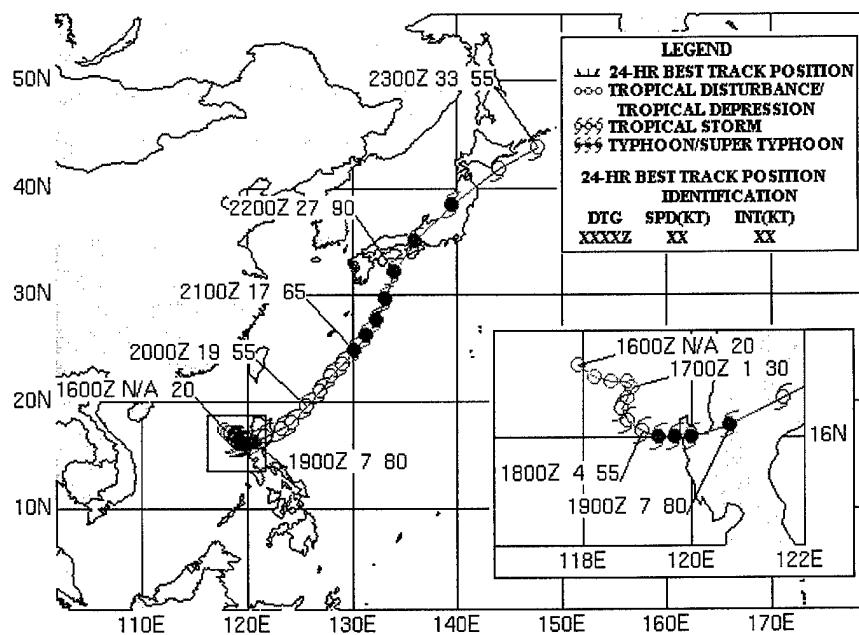 50N
40N
30N
20N
10N
110E
120E
130E
140E
150E
160E
170E
2300Z 33 55
2200Z 27 90
2100Z 17 65
2000Z 19 55
1600Z N/A 20
1900Z 7 80
LEGEND
24-HR BEST TRACK POSITION
TROPICAL DISTURBANCE/
TROPICAL DEPRESSION
TROPICAL STORM
TYPHOON/SUPER TYPHOON
24-HR BEST TRACK POSITION
IDENTIFICATION
DTG SPD(KT) INT(KT)
XXXXZ XX XX
1600Z N/A 20
1700Z 1 30
16N
1800Z 4 55
1900Z 7 80
118E 120E 122E